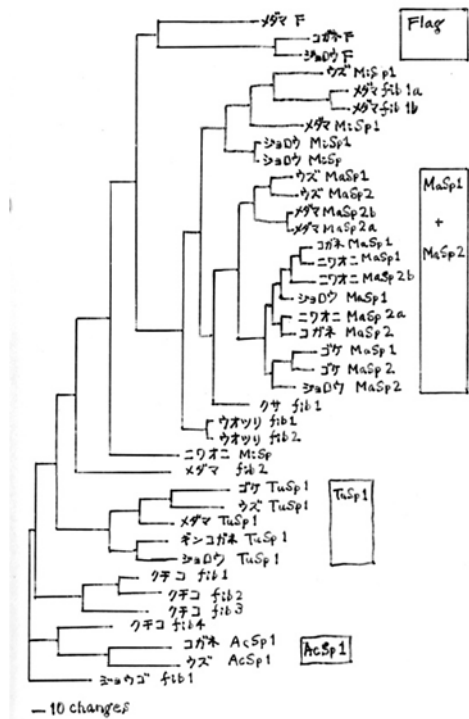 メダマ F
コガネ F
ジョロウ F
Flag
ウズ MiSp1
メダマ fib1a
メダマ fib1b
メダマ MiSp1
ジョロウ MiSp1
ジョロウ MiSp
ウズ MaSp1
ウズ MaSp2
メダマ MaSp2b
メダマ MaSp2a
コガネ MaSp1
ニワオニ MaSp1
ニワオニ MaSp2b
ジョロウ MaSp1
ニワオニ MaSp2a
コガネ MaSp2
ゴケ MaSp1
ゴケ MaSp2
ジョロウ MaSp2
MaSp1
+
MaSp2
クサ fib1
ウオツリ fib1
ウオツリ fib2
ニワオニ MiSp
メダマ fib2
ゴケ TuSp1
ウズ TuSp1
メダマ TuSp1
ギンコガネ TuSp1
ジョロウ TuSp1
TuSp1
クチコ fib1
クチコ fib2
クチコ fib3
クチコ fib4
コガネ AcSp1
ウズ AcSp1
AcSp1
ジョウゴ fib1
10 changes